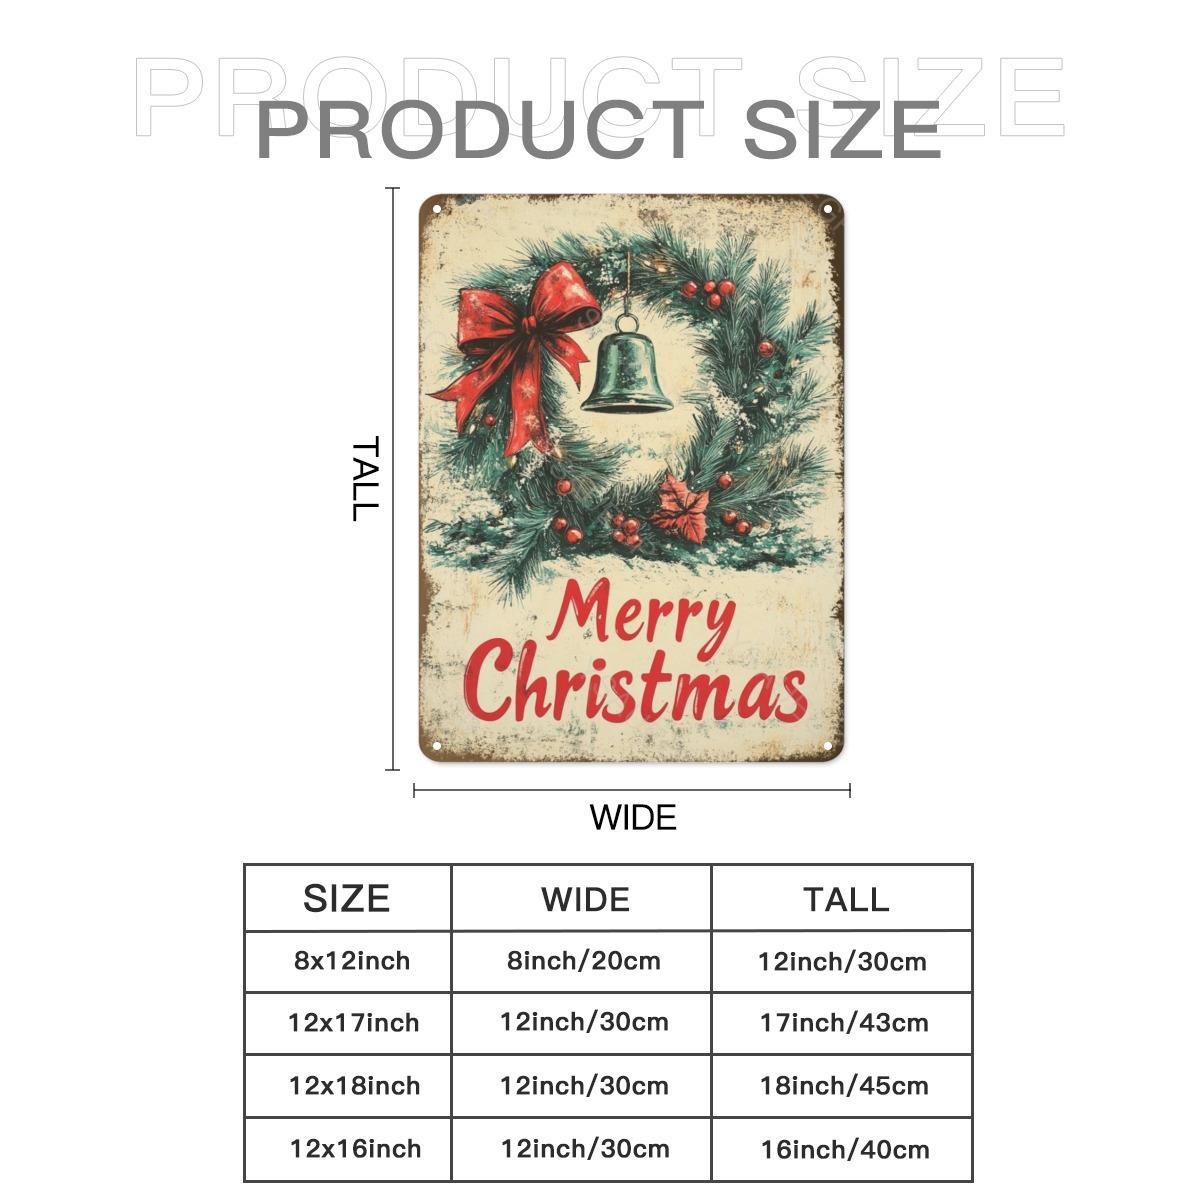 PRODUCT SIZE
PRODUCT SIZE
TALL
Merry
Christmas
WIDE
SIZE WIDE TALL
8x12inch 8inch/20cm 12inch/30cm
12x17inch 12inch/30cm 17inch/43cm
12x18inch 12inch/30cm 18inch/45cm
12x16inch 12inch/30cm 16inch/40cm